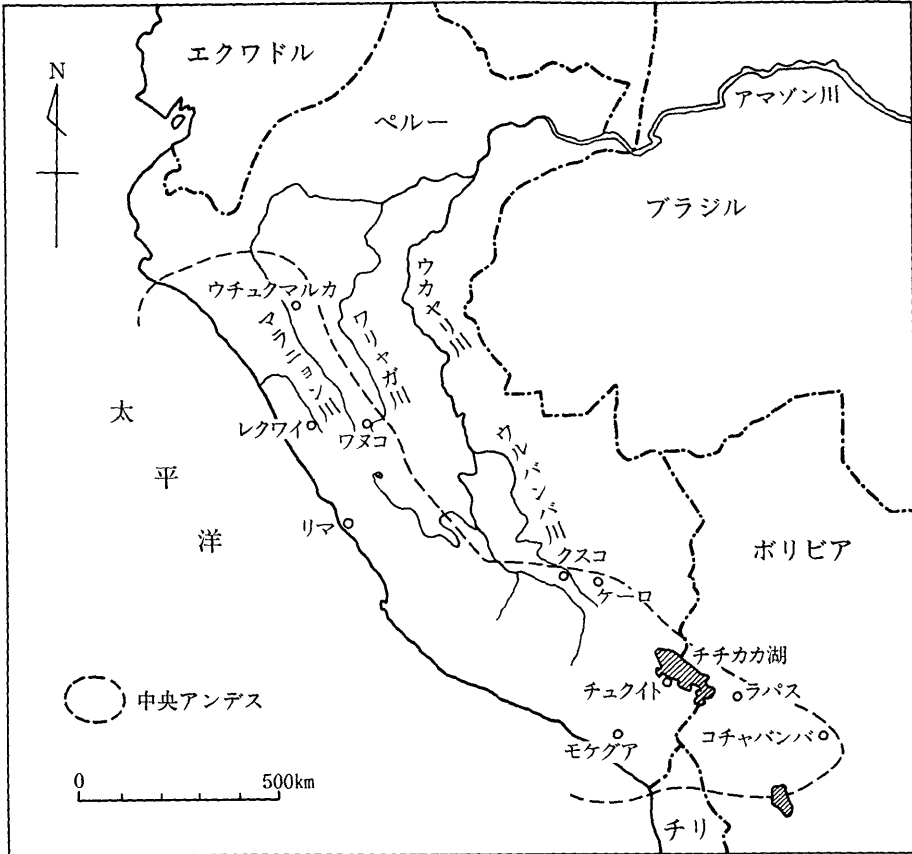 エクワドル
N
アマゾン川
ペルー
ブラジル
ウチュクマルカ
マラニョン川
ワリャガ川
ウカヤリ川
太平洋
レクワイ
ワヌコ
ウルバンバ川
リマ
ボリビア
クスコ
ケーロ
チチカカ湖
チュクイト
ラパス
中央アンデス
モケグア
コチャバンバ
0 500km
チリ